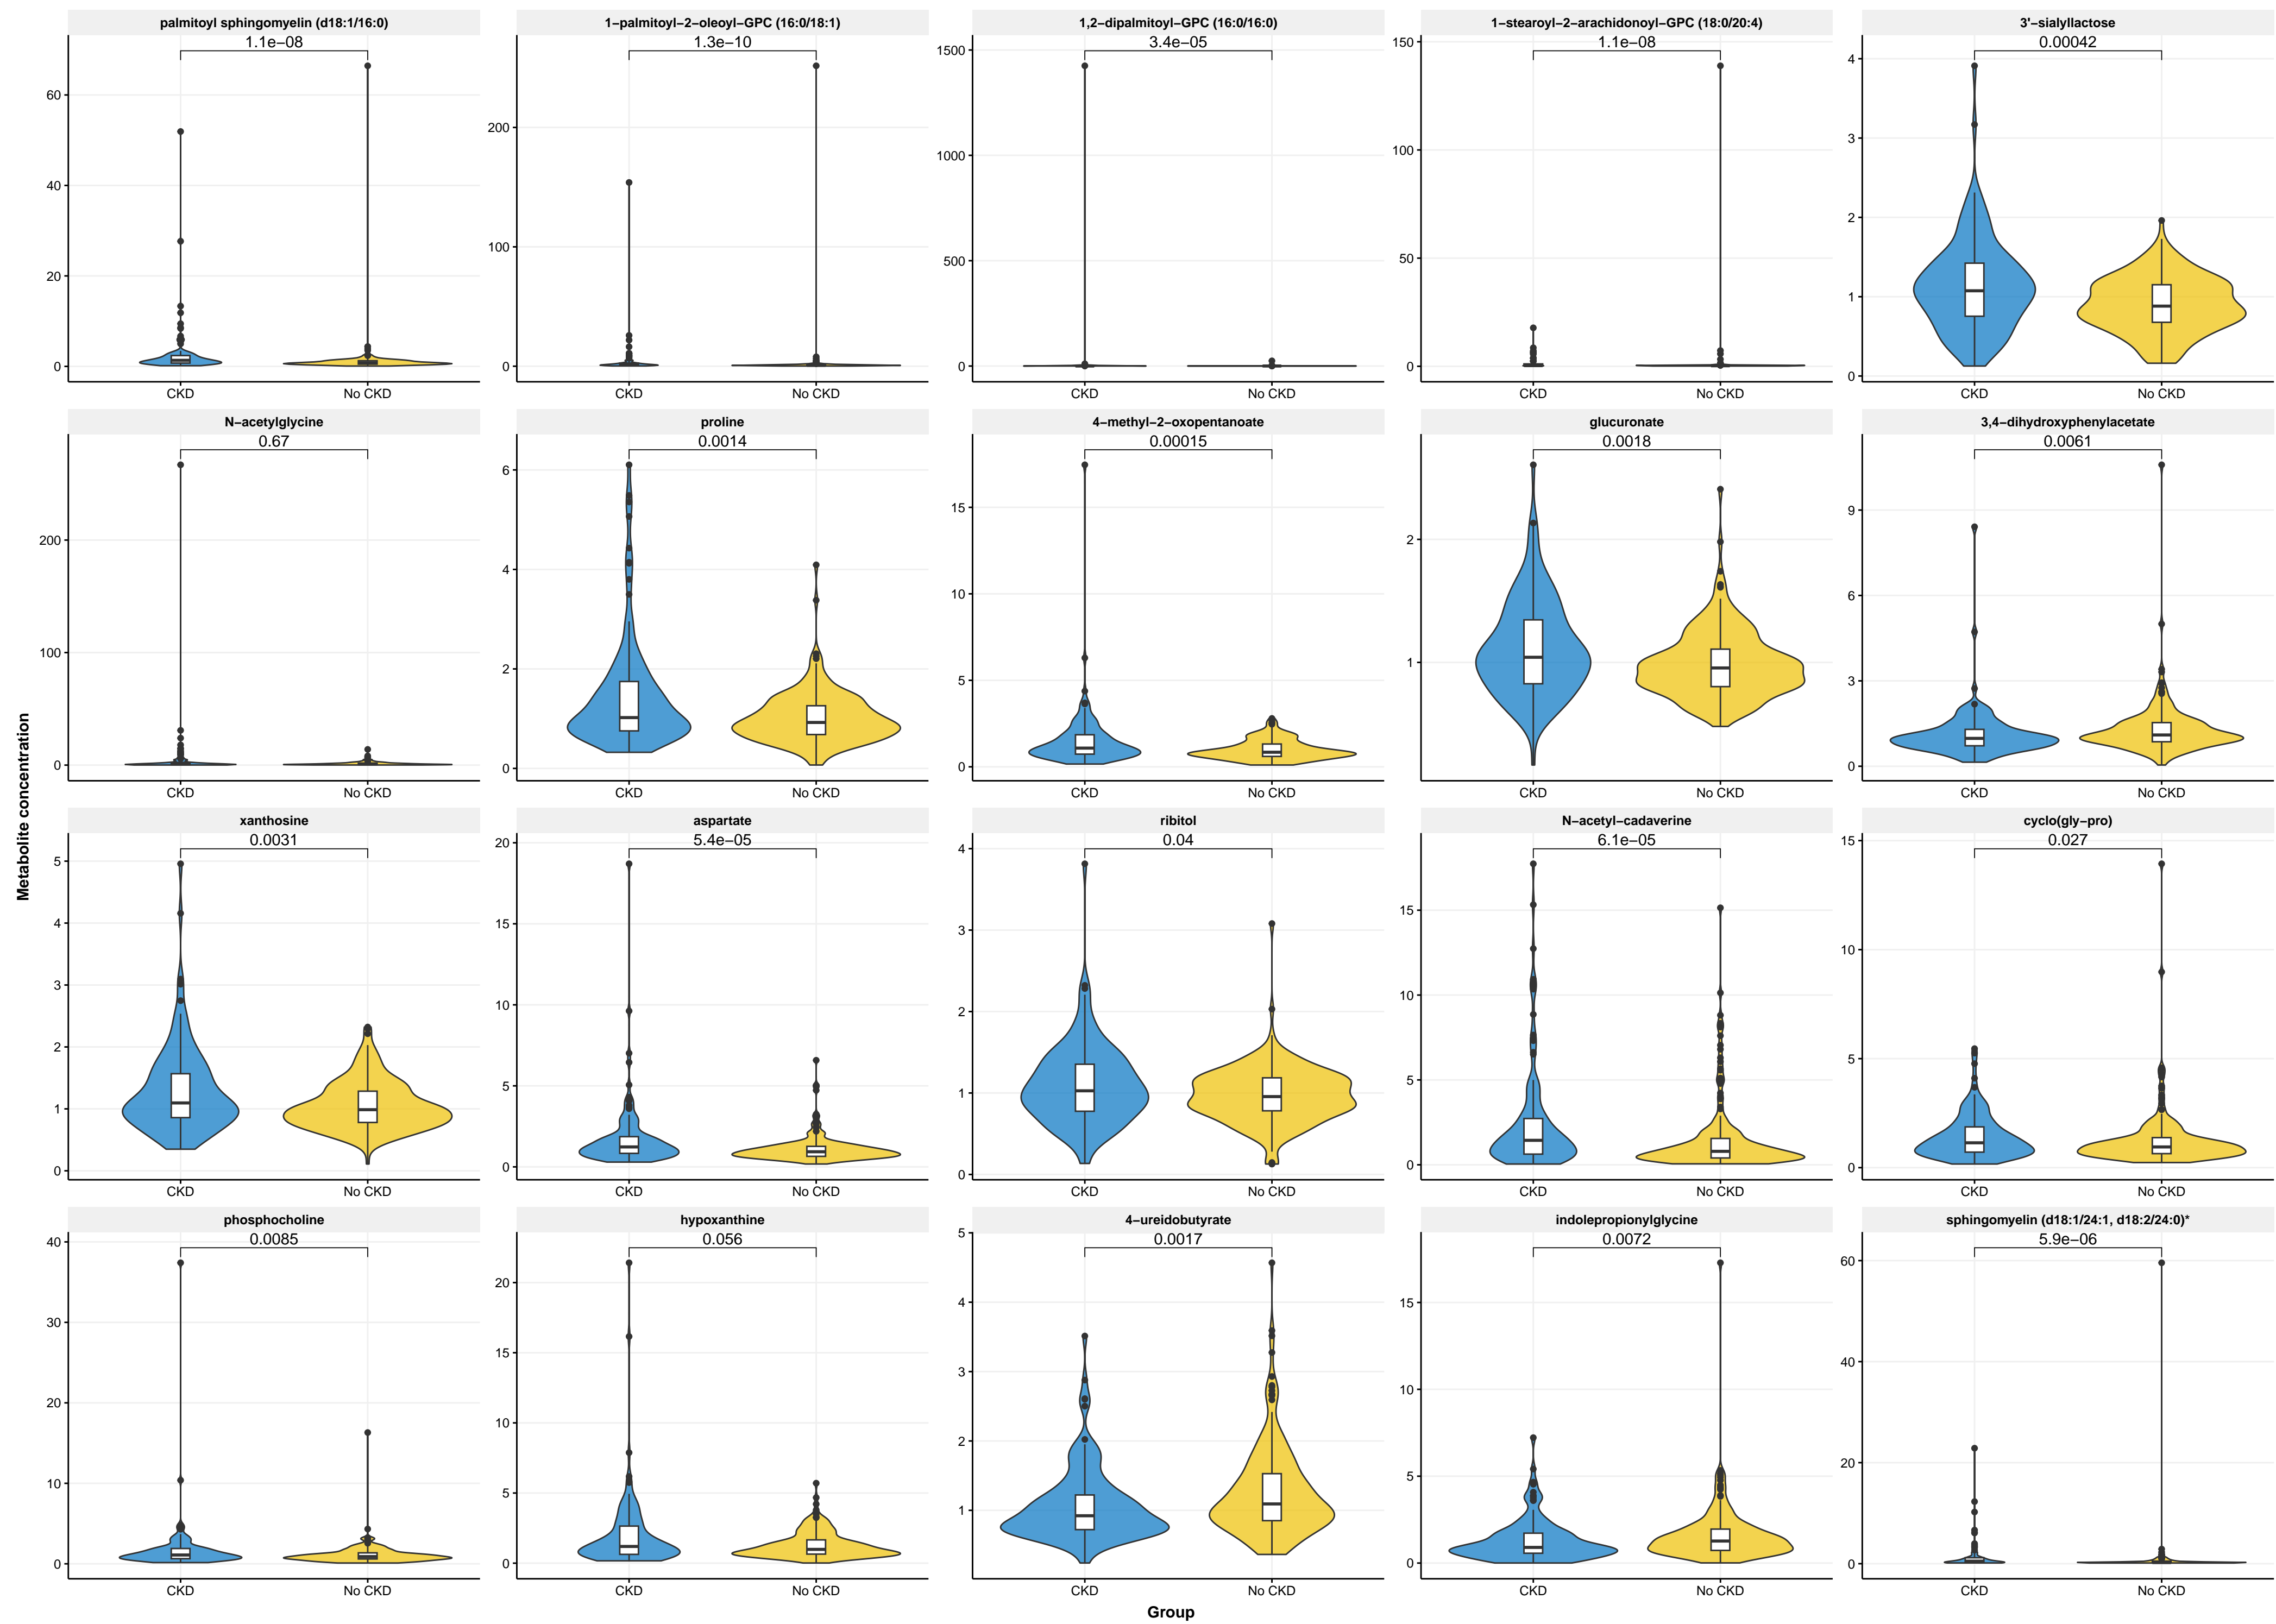 palmitoyl sphingomyelin (d18:1/16:0)
1.1e−08
60
40
20
0
CKD
No CKD
1−palmitoyl−2−oleoyl−GPC (16:0/18:1)
1.3e−10
200
100
0
CKD
No CKD
1,2−dipalmitoyl−GPC (16:0/16:0)
3.4e−05
1500
1000
500
0
CKD
No CKD
1−stearoyl−2−arachidonoyl−GPC (18:0/20:4)
1.1e−08
150
100
50
0
CKD
No CKD
3'−sialyllactose
0.00042
4
3
2
1
0
CKD
No CKD
N−acetylglycine
0.67
200
100
0
CKD
No CKD
proline
0.0014
6
4
2
0
CKD
No CKD
4−methyl−2−oxopentanoate
0.00015
15
10
5
0
CKD
No CKD
glucuronate
0.0018
2
1
CKD
No CKD
3,4−dihydroxyphenylacetate
0.0061
9
6
3
0
CKD
No CKD
Metabolite concentration
xanthosine
0.0031
5
4
3
2
1
0
CKD
No CKD
aspartate
5.4e−05
20
15
10
5
0
CKD
No CKD
ribitol
0.04
4
3
2
1
0
CKD
No CKD
N−acetyl−cadaverine
6.1e−05
15
10
5
0
CKD
No CKD
cyclo(gly−pro)
0.027
15
10
5
0
CKD
No CKD
phosphocholine
0.0085
40
30
20
10
0
CKD
No CKD
hypoxanthine
0.056
20
15
10
5
0
CKD
No CKD
4−ureidobutyrate
0.0017
5
4
3
2
1
CKD
No CKD
indolepropionylglycine
0.0072
15
10
5
0
CKD
No CKD
sphingomyelin (d18:1/24:1, d18:2/24:0)*
5.9e−06
60
40
20
0
CKD
No CKD
Group